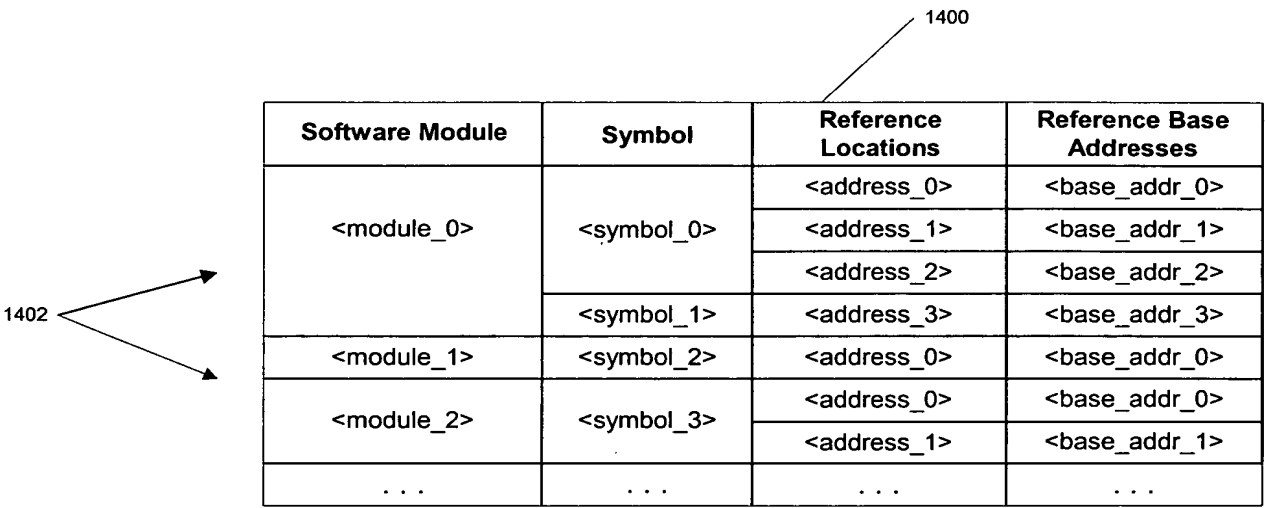 1400
Software Module Symbol Reference Locations Reference Base Addresses
<address_0> <base_addr_0>
<module_0> <symbol_0> <address_1> <base_addr_1>
<address_2> <base_addr_2>
1402
<symbol_1> <address_3> <base_addr_3>
<module_1> <symbol_2> <address_0> <base_addr_0>
<address_0> <base_addr_0>
<module_2> <symbol_3>
<address_1> <base_addr_1>
. . . . . . . . . . . .